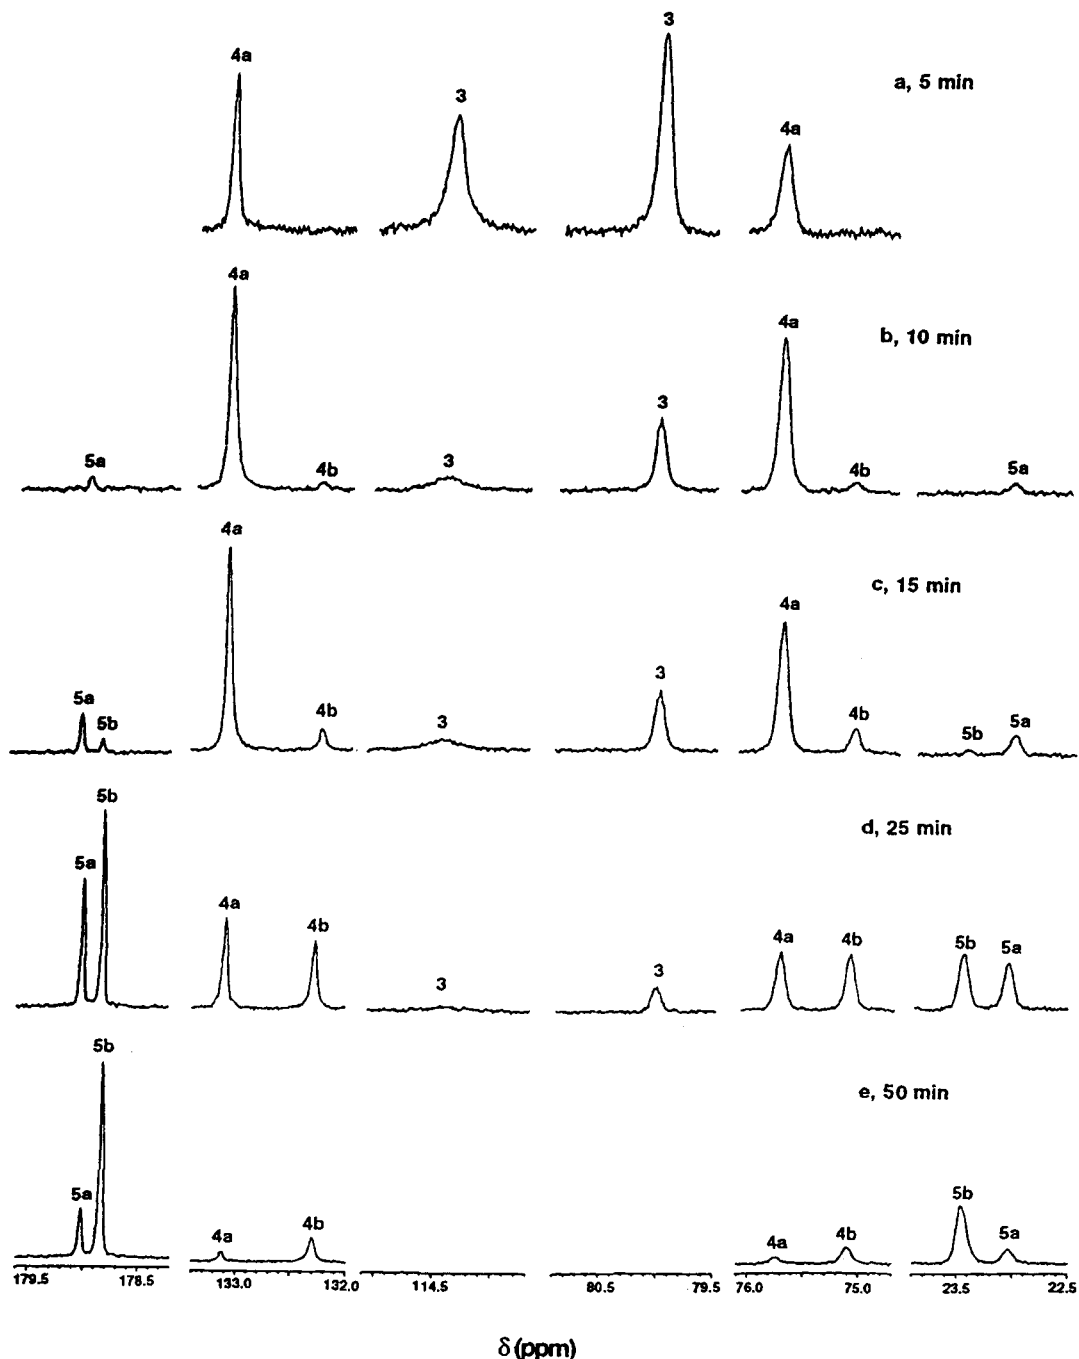 3
4a
3
4a
a, 5 min
4a
4a
b, 10 min
3
5a
4b
3
4b
5a
4a
4a
c, 15 min
5a
5b
4b
3
3
4b
5b
5a
5b
d, 25 min
5a
4a
4b
3
3
4a
4b
5b
5a
5b
e, 50 min
5a
4a
4b
4a
4b
5b
5a
179.5 178.5 133.0 132.0 114.5 80.5 79.5 76.0 75.0 23.5 22.5
δ (ppm)